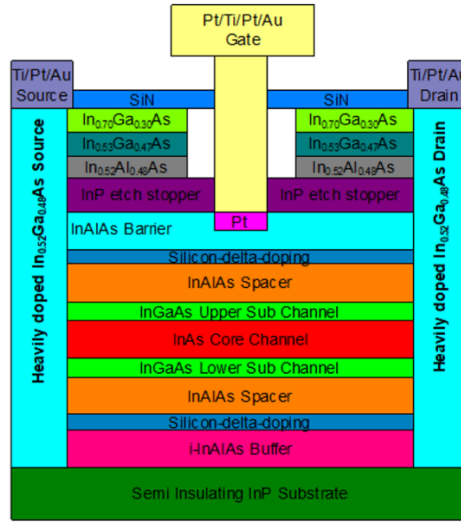 Pt/Ti/Pt/Au
Gate
Ti/Pt/Au
Source
SiN
SiN
Ti/Pt/Au
Drain
In0.70Ga0.30As
In0.70Ga0.30As
In0.53Ga0.47As
In0.53Ga0.47As
In0.52Al0.48As
In0.52Al0.48As
InP etch stopper
InP etch stopper
Pt
InAlAs Barrier
Silicon-delta-doping
InAlAs Spacer
InGaAs Upper Sub Channel
InAs Core Channel
InGaAs Lower Sub Channel
InAlAs Spacer
Silicon-delta-doping
i-InAlAs Buffer
Heavily doped In0.52Ga0.48As Source
Heavily doped In0.52Ga0.48As Drain
Semi Insulating InP Substrate